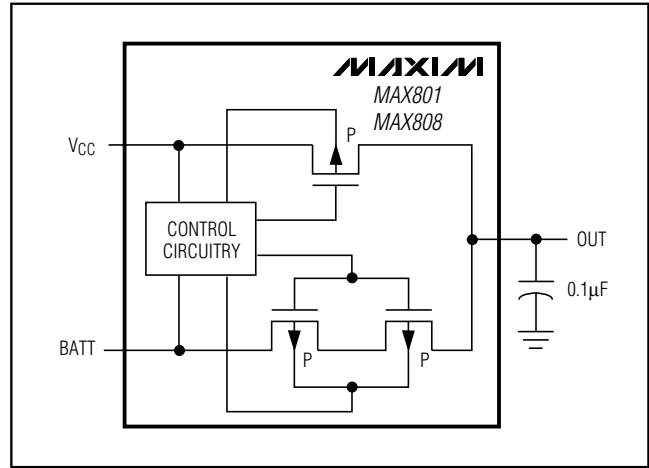 MAXIM
MAX801
MAX808
P
VCC
CONTROL
CIRCUITRY
OUT
0.1µF
BATT
P
P